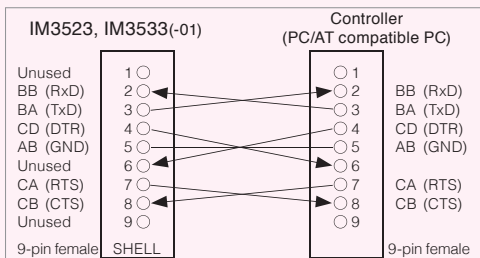 IM3523, IM3533(-01)
Controller
(PC/AT compatible PC)
Unused 1 1
BB (RxD) 2 2 BB (RxD)
BA (TxD) 3 3 BA (TxD)
CD (DTR) 4 4 CD (DTR)
AB (GND) 5 5 AB (GND)
Unused 6 6
CA (RTS) 7 7 CA (RTS)
CB (CTS) 8 8 CB (CTS)
Unused 9 9
9-pin female SHELL 9-pin female